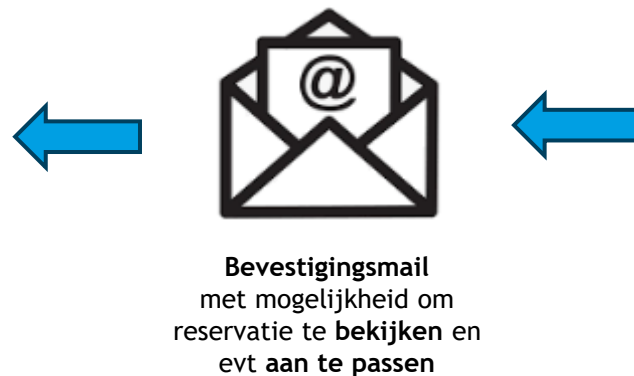 @
Bevestigingsmail
met mogelijkheid om
reservatie te bekijken en
evt aan te passen